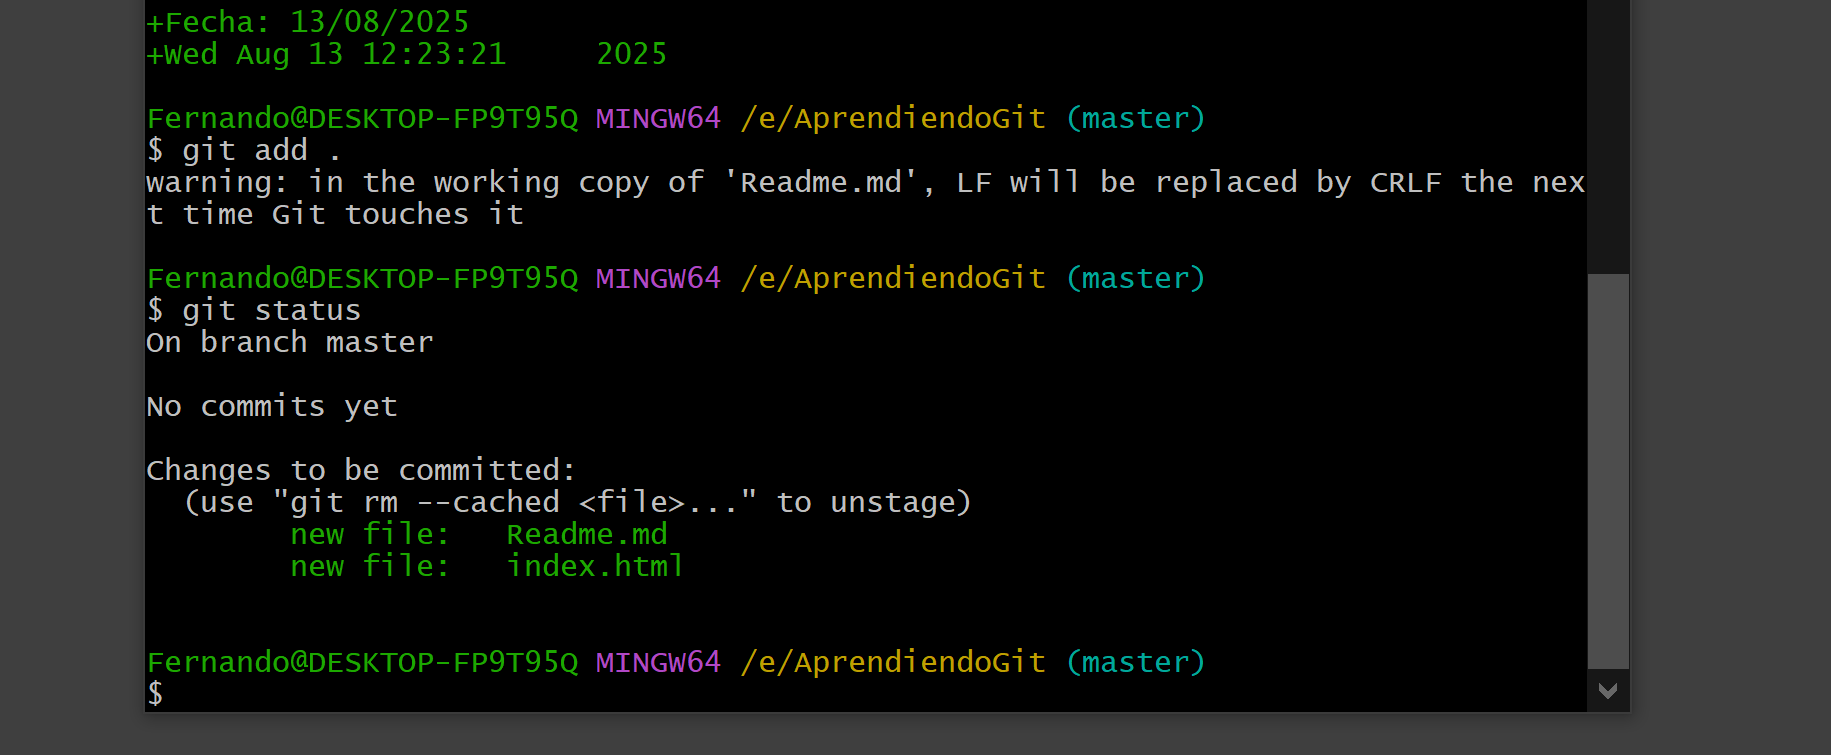 +Fecha: 13/08/2025
+Wed Aug 13 12:23:21     2025
Fernando@DESKTOP-FP9T95Q MINGW64 /e/AprendiendoGit (master)
$ git add .
warning: in the working copy of 'Readme.md', LF will be replaced by CRLF the nex
t time Git touches it
Fernando@DESKTOP-FP9T95Q MINGW64 /e/AprendiendoGit (master)
$ git status
On branch master
No commits yet
Changes to be committed:
  (use "git rm --cached <file>..." to unstage)
        new file:   Readme.md
        new file:   index.html
Fernando@DESKTOP-FP9T95Q MINGW64 /e/AprendiendoGit (master)
$